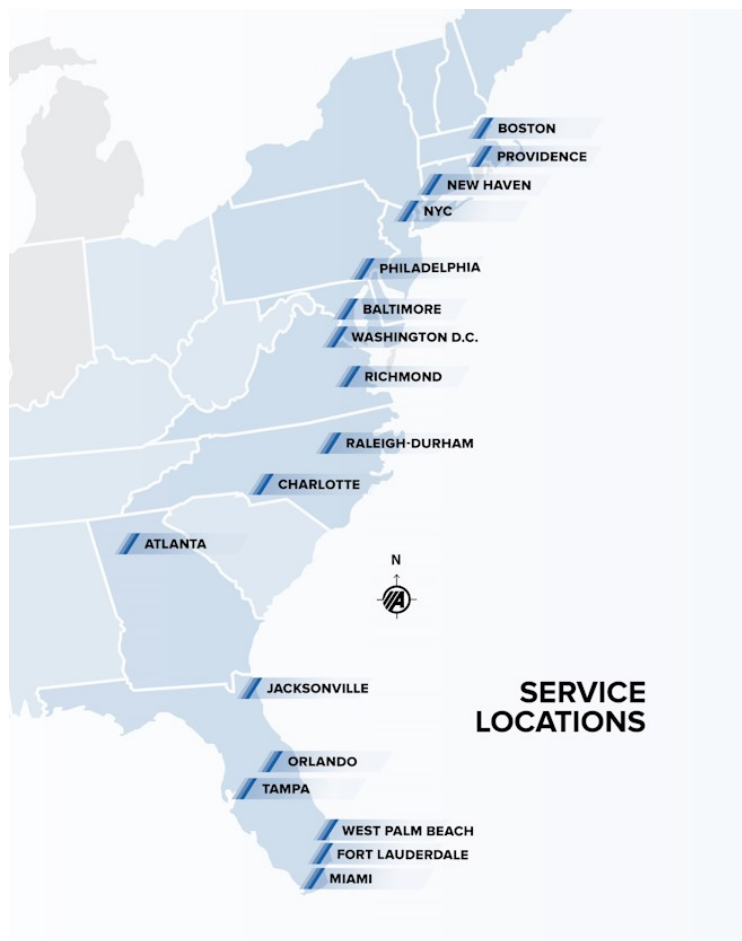 BOSTON
PROVIDENCE
NEW HAVEN
NYC
PHILADELPHIA
BALTIMORE
WASHINGTON D.C.
RICHMOND
RALEIGH-DURHAM
CHARLOTTE
ATLANTA
N
A
JACKSONVILLE
SERVICE
LOCATIONS
ORLANDO
TAMPA
WEST PALM BEACH
FORT LAUDERDALE
MIAMI